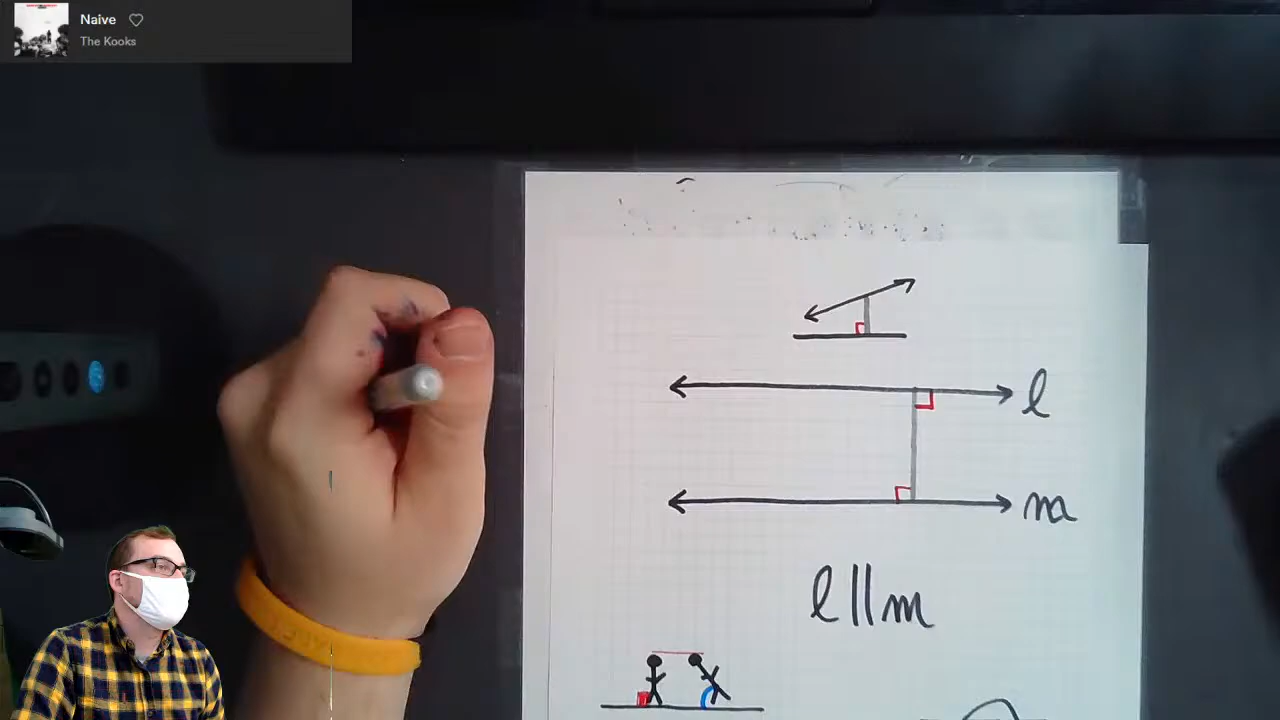 Naive
The Kooks
ℓ
m
ℓ || m